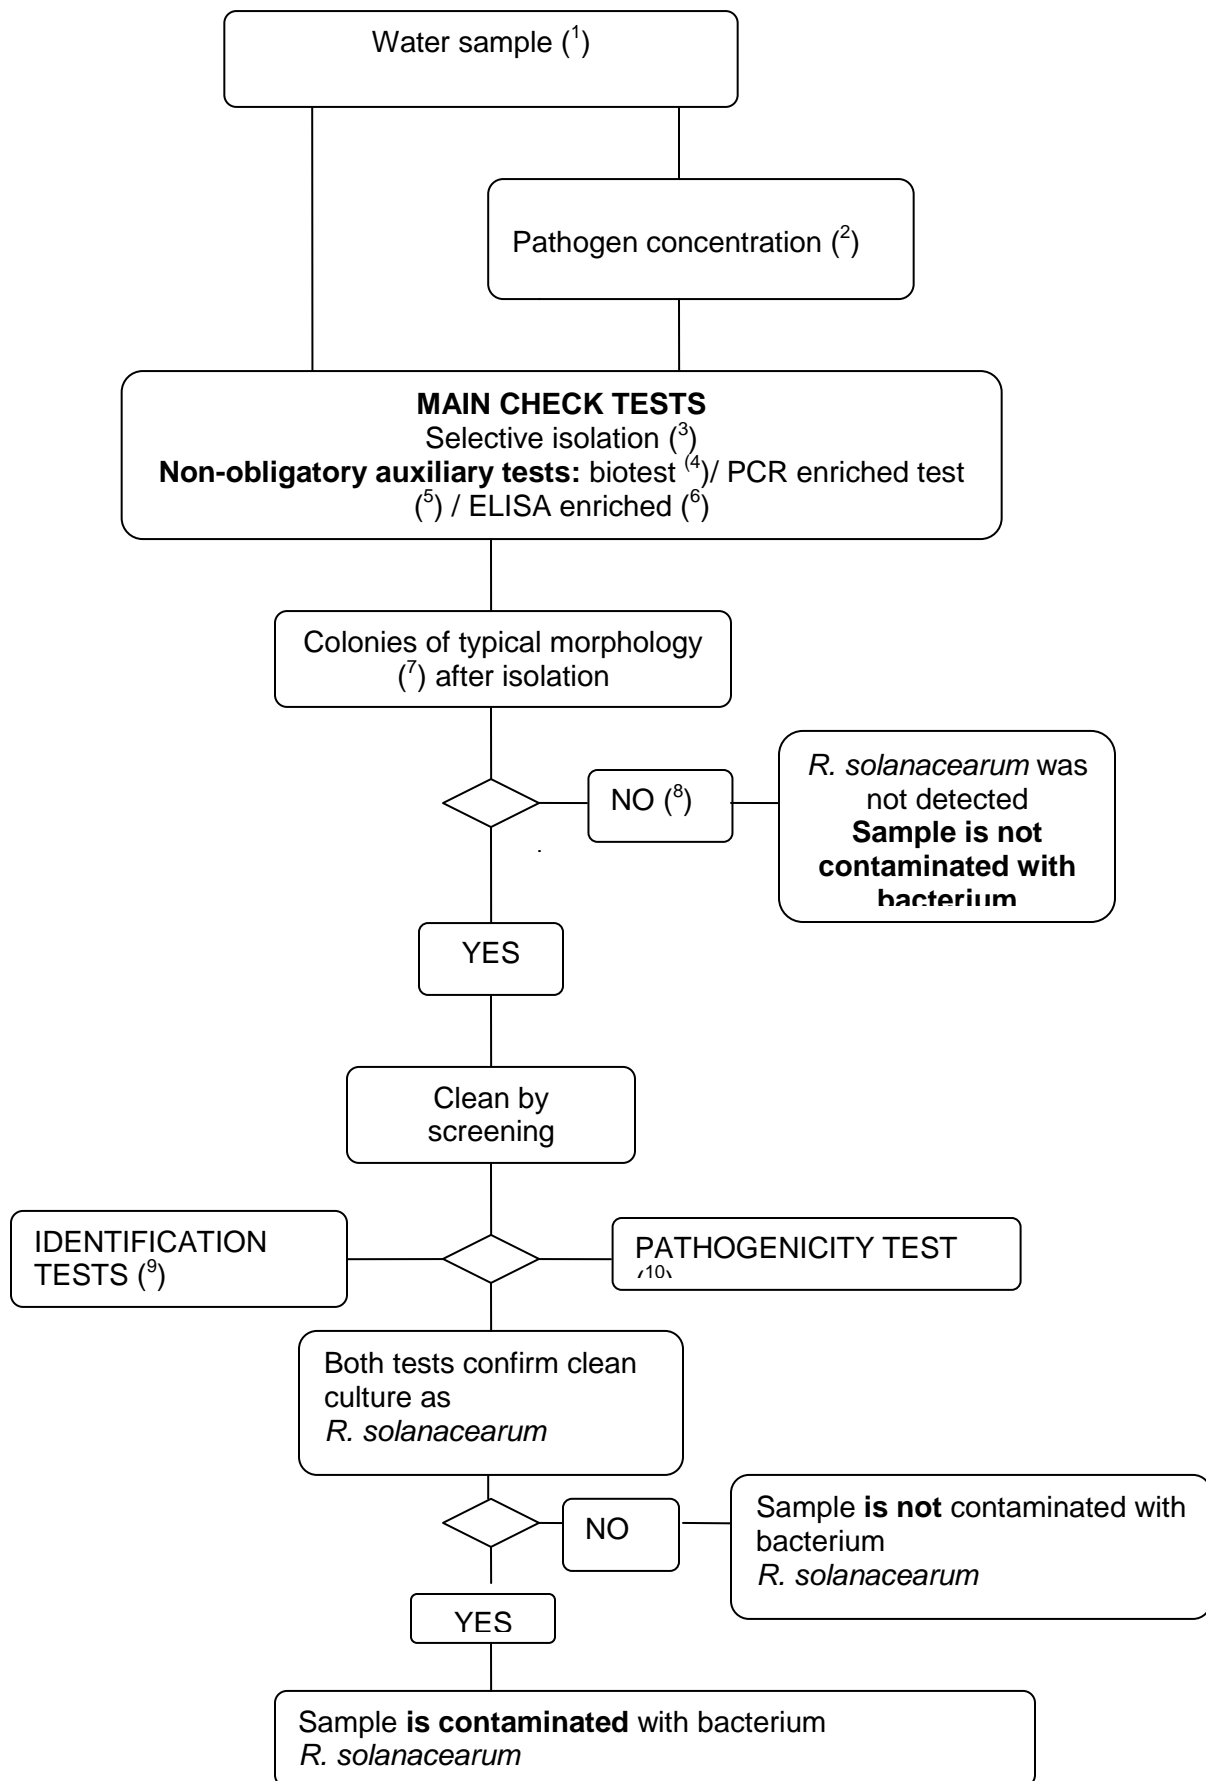 Water sample (1)
Pathogen concentration (2)
MAIN CHECK TESTS
Selective isolation (3)
Non-obligatory auxiliary tests: biotest (4)/ PCR enriched test
(5) / ELISA enriched (6)
Colonies of typical morphology
(7) after isolation
NO (8)
R. solanacearum was
not detected
Sample is not
contaminated with
bacterium
YES
Clean by
screening
IDENTIFICATION
TESTS (9)
PATHOGENICITY TEST
(10)
Both tests confirm clean
culture as
R. solanacearum
NO
Sample is not contaminated with
bacterium
R. solanacearum
YES
Sample is contaminated with bacterium
R. solanacearum